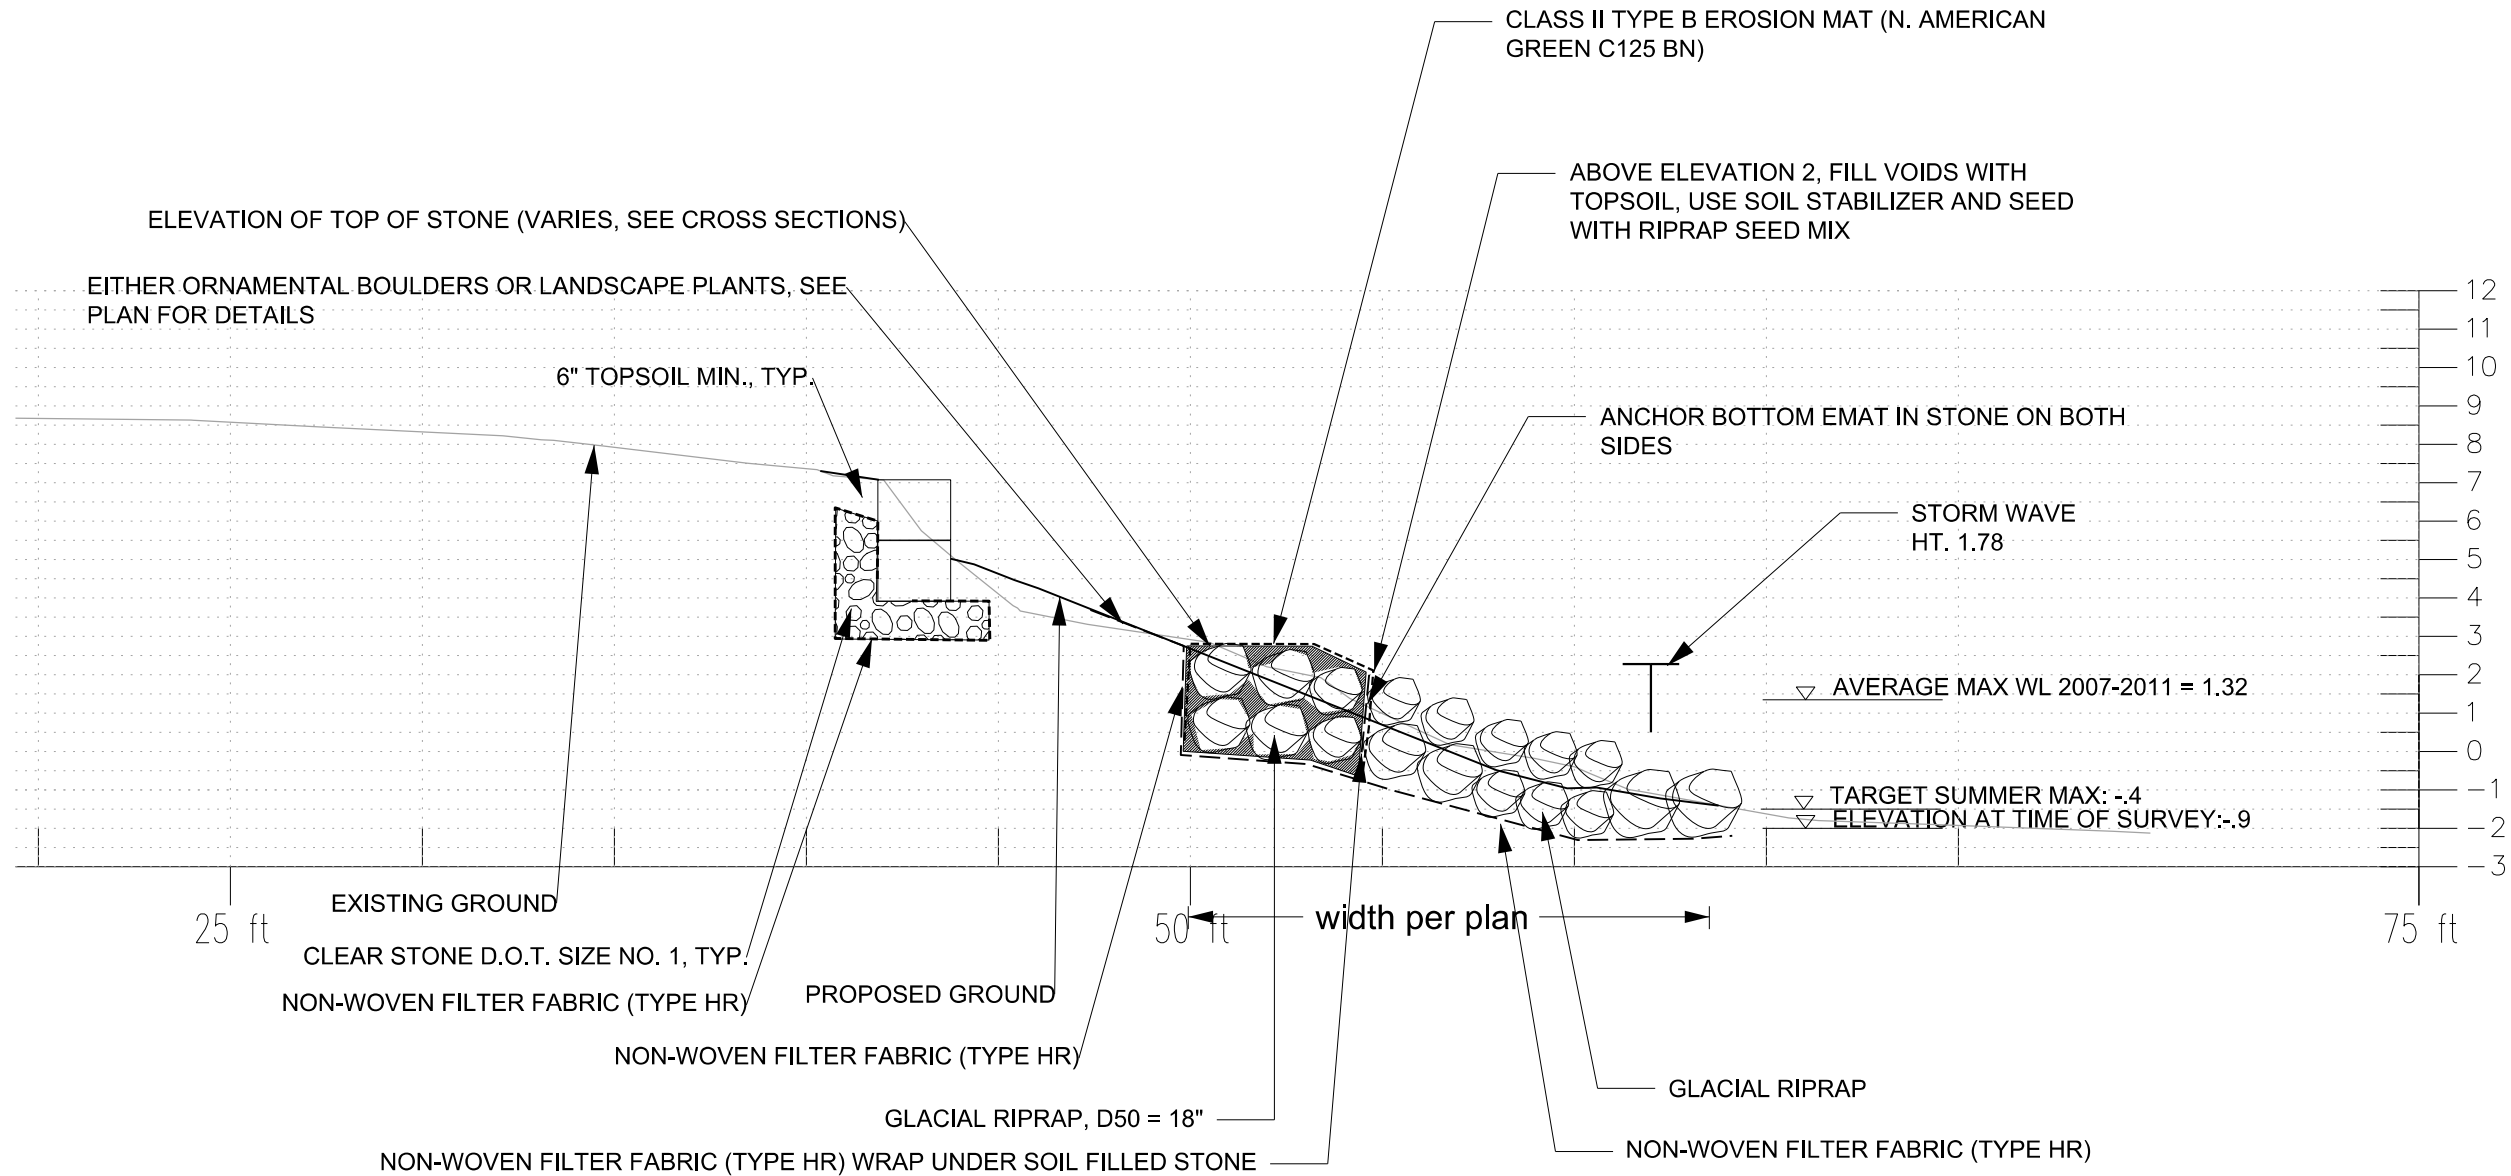 CLASS II TYPE B EROSION MAT (N. AMERICAN
GREEN C125 BN)
ABOVE ELEVATION 2, FILL VOIDS WITH
TOPSOIL, USE SOIL STABILIZER AND SEED
WITH RIPRAP SEED MIX
ELEVATION OF TOP OF STONE (VARIES, SEE CROSS SECTIONS)
EITHER ORNAMENTAL BOULDERS OR LANDSCAPE PLANTS, SEE
PLAN FOR DETAILS
6" TOPSOIL MIN., TYP.
ANCHOR BOTTOM EMAT IN STONE ON BOTH
SIDES
STORM WAVE
HT. 1.78
AVERAGE MAX WL 2007-2011 = 1.32
TARGET SUMMER MAX: -.4
ELEVATION AT TIME OF SURVEY:-.9
12
11
10
9
8
7
6
5
4
3
2
1
0
-1
-2
-3
EXISTING GROUND
25 ft
50 ft
width per plan
75 ft
CLEAR STONE D.O.T. SIZE NO. 1, TYP.
NON-WOVEN FILTER FABRIC (TYPE HR)
PROPOSED GROUND
NON-WOVEN FILTER FABRIC (TYPE HR)
GLACIAL RIPRAP
GLACIAL RIPRAP, D50 = 18"
NON-WOVEN FILTER FABRIC (TYPE HR)
NON-WOVEN FILTER FABRIC (TYPE HR) WRAP UNDER SOIL FILLED STONE